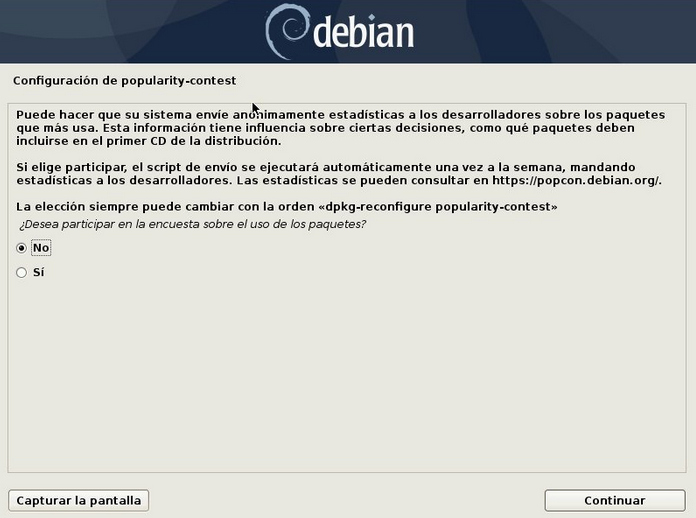 debian
Configuración de popularity-contest
Puede hacer que su sistema envíe anónimamente estadísticas a los desarrolladores sobre los paquetes
que más usa. Esta información tiene influencia sobre ciertas decisiones, como qué paquetes deben
incluirse en el primer CD de la distribución.
Si elige participar, el script de envío se ejecutará automáticamente una vez a la semana, mandando
estadísticas a los desarrolladores. Las estadísticas se pueden consultar en https://popcon.debian.org/.
La elección siempre puede cambiar con la orden «dpkg-reconfigure popularity-contest»
¿Desea participar en la encuesta sobre el uso de los paquetes?
No
Sí
Capturar la pantalla
Continuar